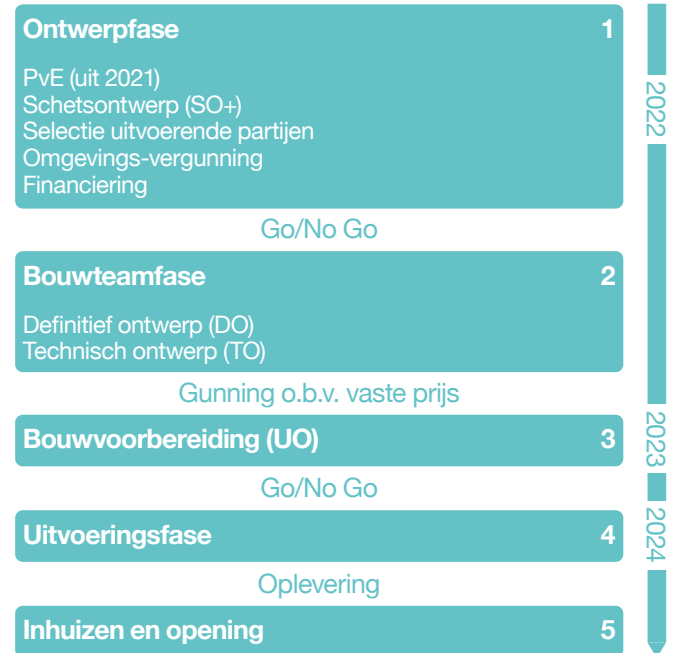 Ontwerpfase 1
PvE (uit 2021)
Schetsontwerp (SO+)
Selectie uitvoerende partijen
Omgevings-vergunning
Financiering
Go/No Go
Bouwteamfase 2
Definitief ontwerp (DO)
Technisch ontwerp (TO)
Gunning o.b.v. vaste prijs
Bouwvoorbereiding (UO) 3
Go/No Go
Uitvoeringsfase 4
Oplevering
Inhuizen en opening 5
2022
2023
2024